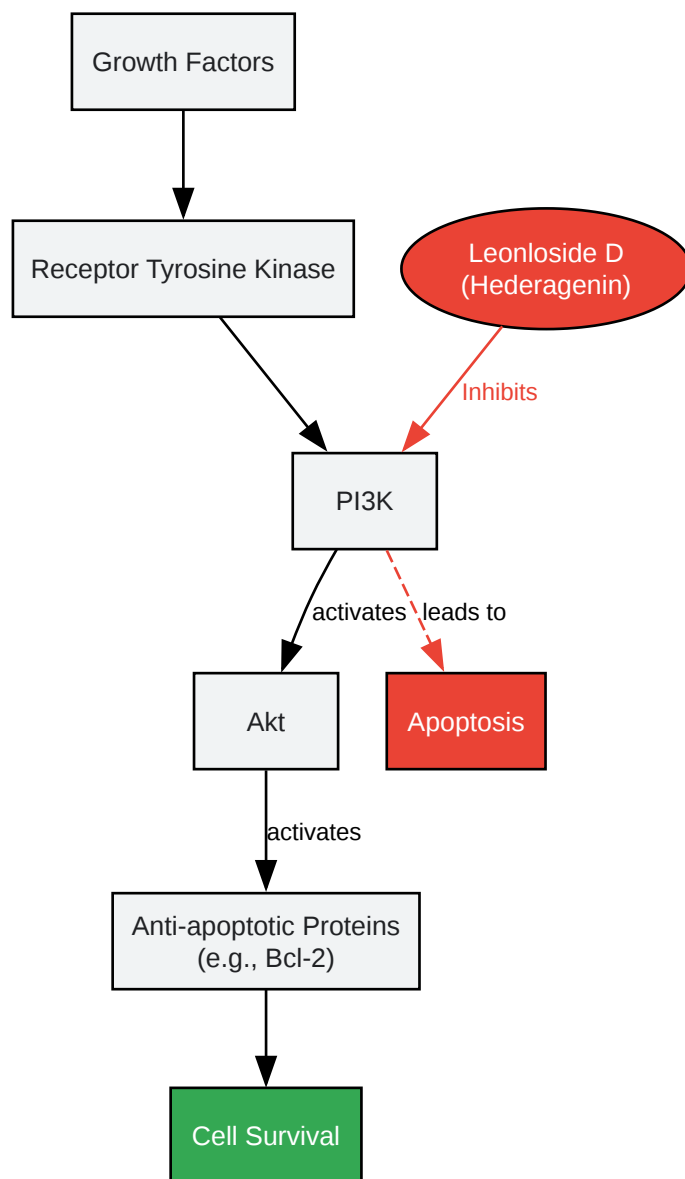 Growth Factors
Receptor Tyrosine Kinase
Leonloside D
(Hederagenin)
Inhibits
PI3K
activates
leads to
Akt
Apoptosis
activates
Anti-apoptotic Proteins
(e.g., Bcl-2)
Cell Survival